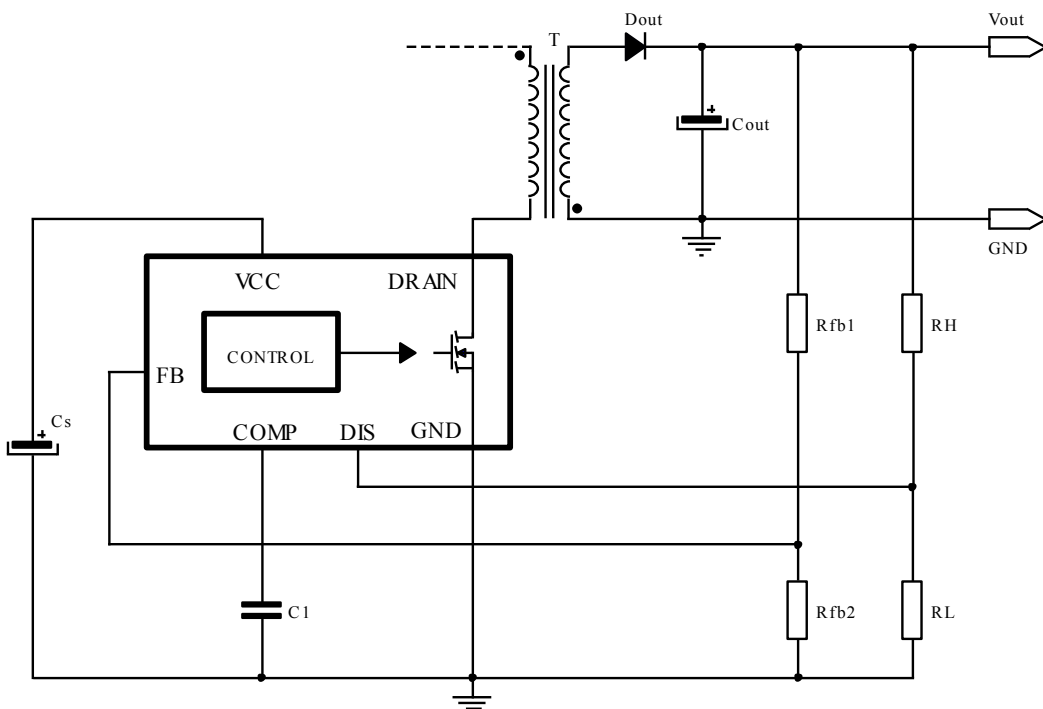 Dout
Vout
T
+
Cout
GND
VCC
DRAIN
Rfb1
RH
CONTROL
FB
Cs
+
COMP
DIS
GND
C1
Rfb2
RL